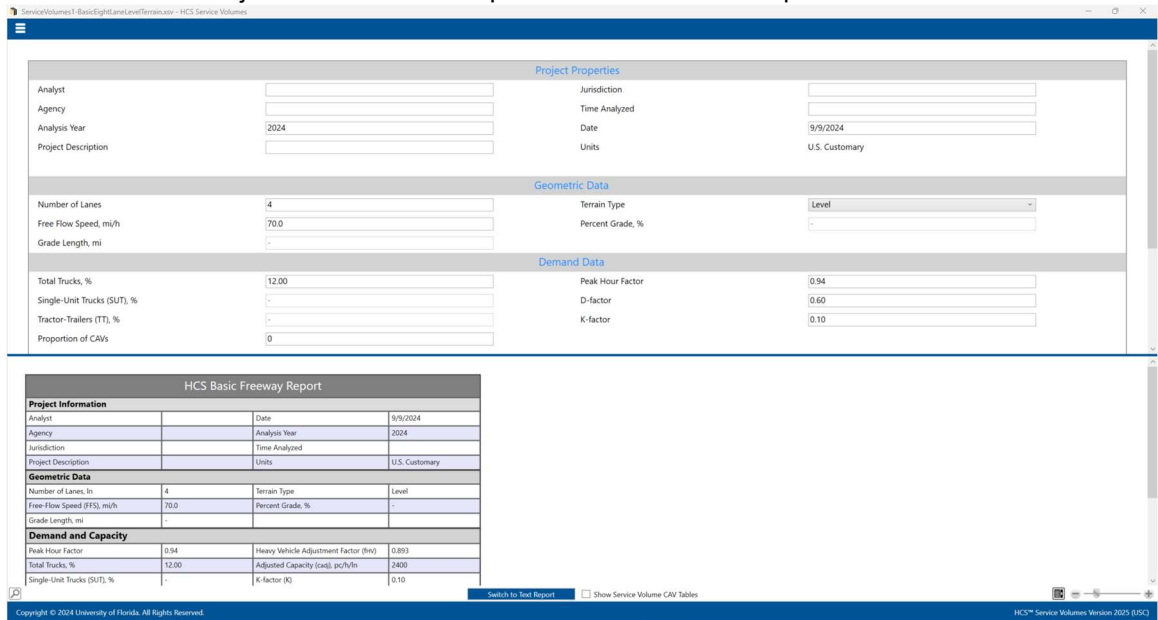 ServiceVolumes1-BasicEightLaneLevelTerrain.xsv - HCS Service Volumes
Project Properties
Analyst Jurisdiction
Agency Time Analyzed
Analysis Year 2024 Date 9/9/2024
Project Description Units U.S. Customary
Geometric Data
Number of Lanes 4 Terrain Type Level
Free Flow Speed, mi/h 70.0 Percent Grade, % -
Grade Length, mi -
Demand Data
Total Trucks, % 12.00 Peak Hour Factor 0.94
Single-Unit Trucks (SUT), % - D-factor 0.60
Tractor-Trailers (TT), % - K-factor 0.10
Proportion of CAVs 0
HCS Basic Freeway Report
Project Information
Analyst Date 9/9/2024
Agency Analysis Year 2024
Jurisdiction Time Analyzed
Project Description Units U.S. Customary
Geometric Data
Number of Lanes, ln 4 Terrain Type Level
Free-Flow Speed (FFS), mi/h 70.0 Percent Grade, % -
Grade Length, mi -
Demand and Capacity
Peak Hour Factor 0.94 Heavy Vehicle Adjustment Factor (fHV) 0.893
Total Trucks, % 12.00 Adjusted Capacity (cadj), pc/h/ln 2400
Single-Unit Trucks (SUT), % - K-factor (K) 0.10
Switch to Text Report Show Service Volume CAV Tables
Copyright © 2024 University of Florida. All Rights Reserved. HCS™ Service Volumes Version 2025 (USC)